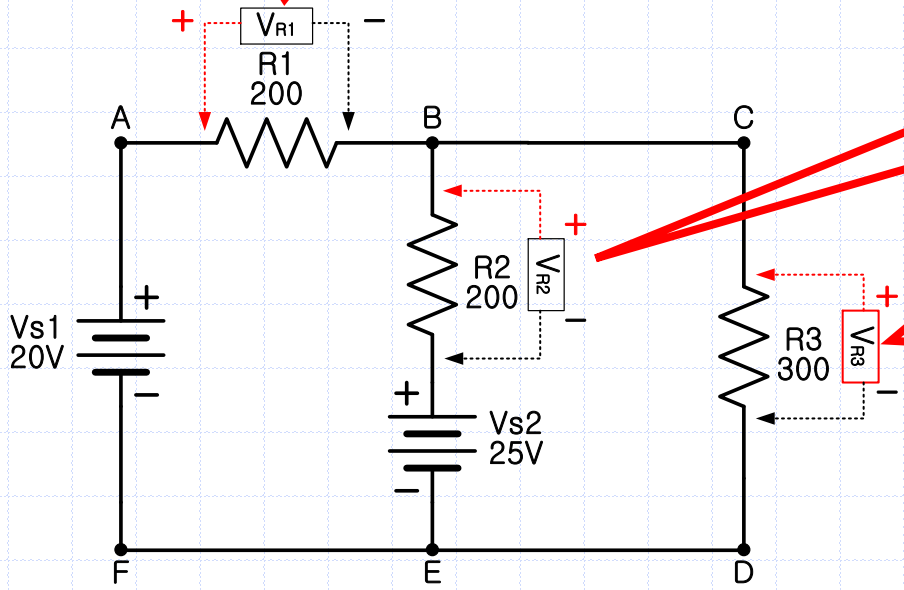 + VR1 −
R1
200
A
B
C
+
VR2
−
R2
200
+
Vs1
20V
−
+
VR3
−
R3
300
+
Vs2
25V
−
F
E
D